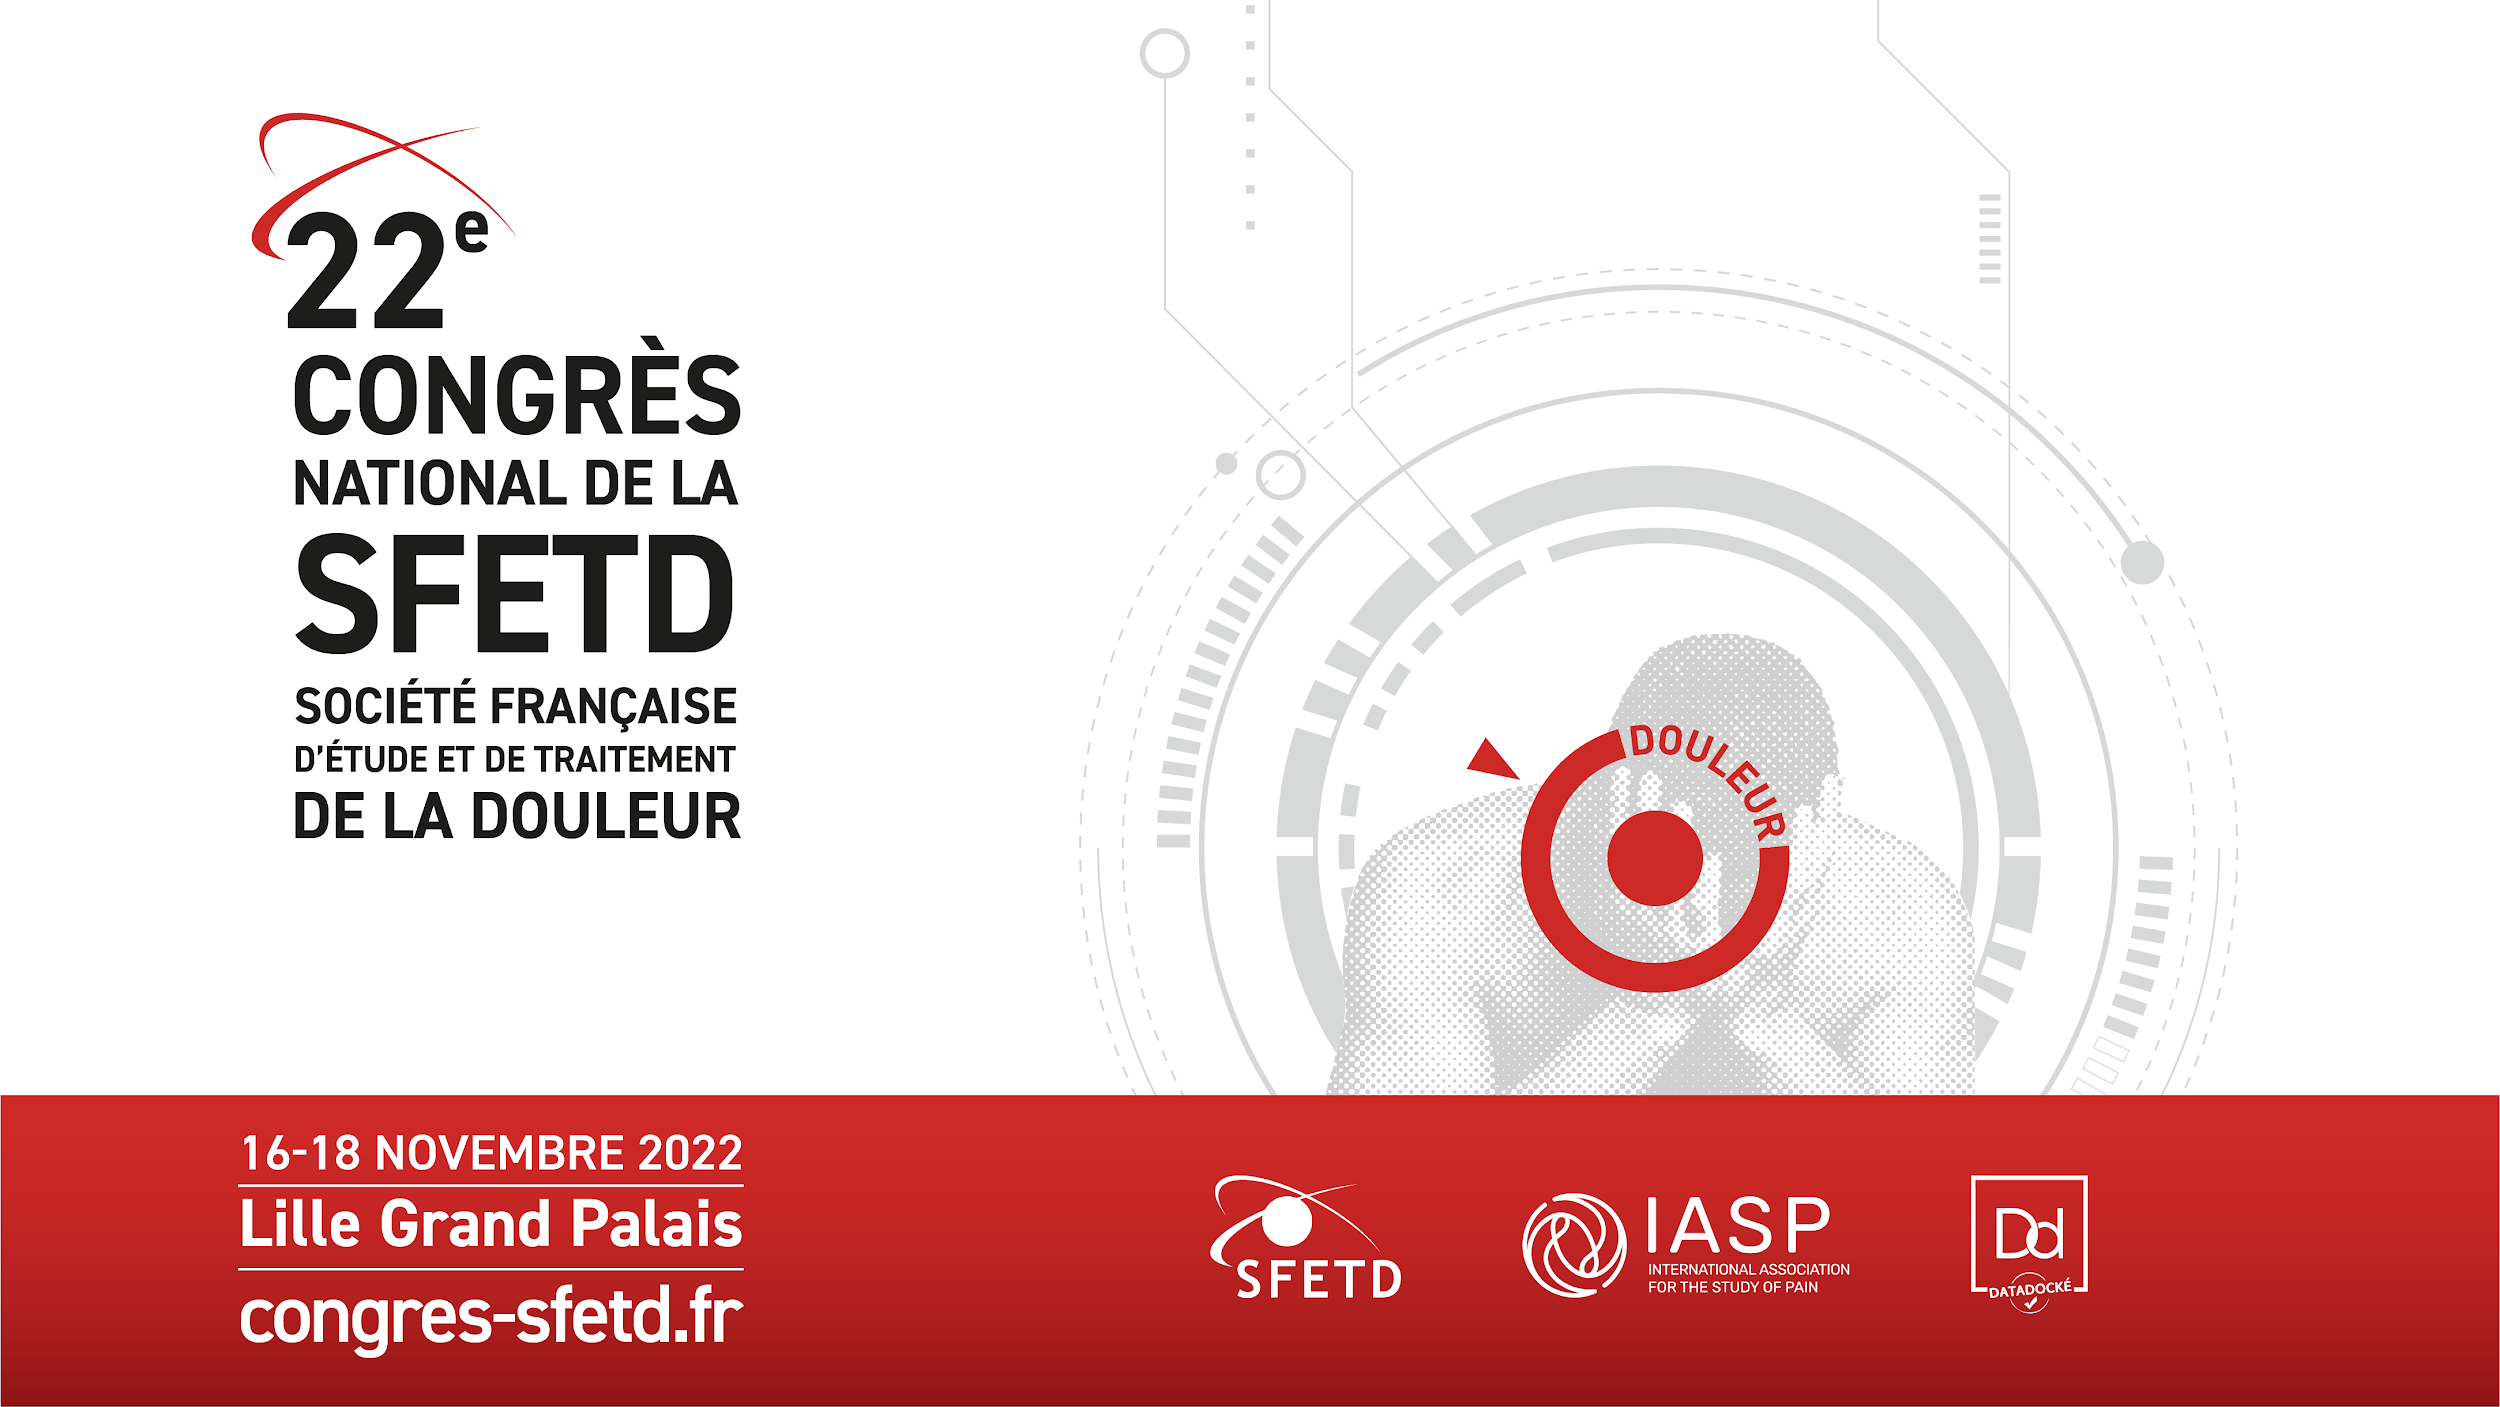 22e
CONGRÈS
NATIONAL DE LA
SFETD
SOCIÉTÉ FRANÇAISE
D'ÉTUDE ET DE TRAITEMENT
DE LA DOULEUR
DOULEUR
16-18 NOVEMBRE 2022
Lille Grand Palais
congres-sfetd.fr
SFETD
IASP
INTERNATIONAL ASSOCIATION
FOR THE STUDY OF PAIN
Dd
DATADOCKÉ